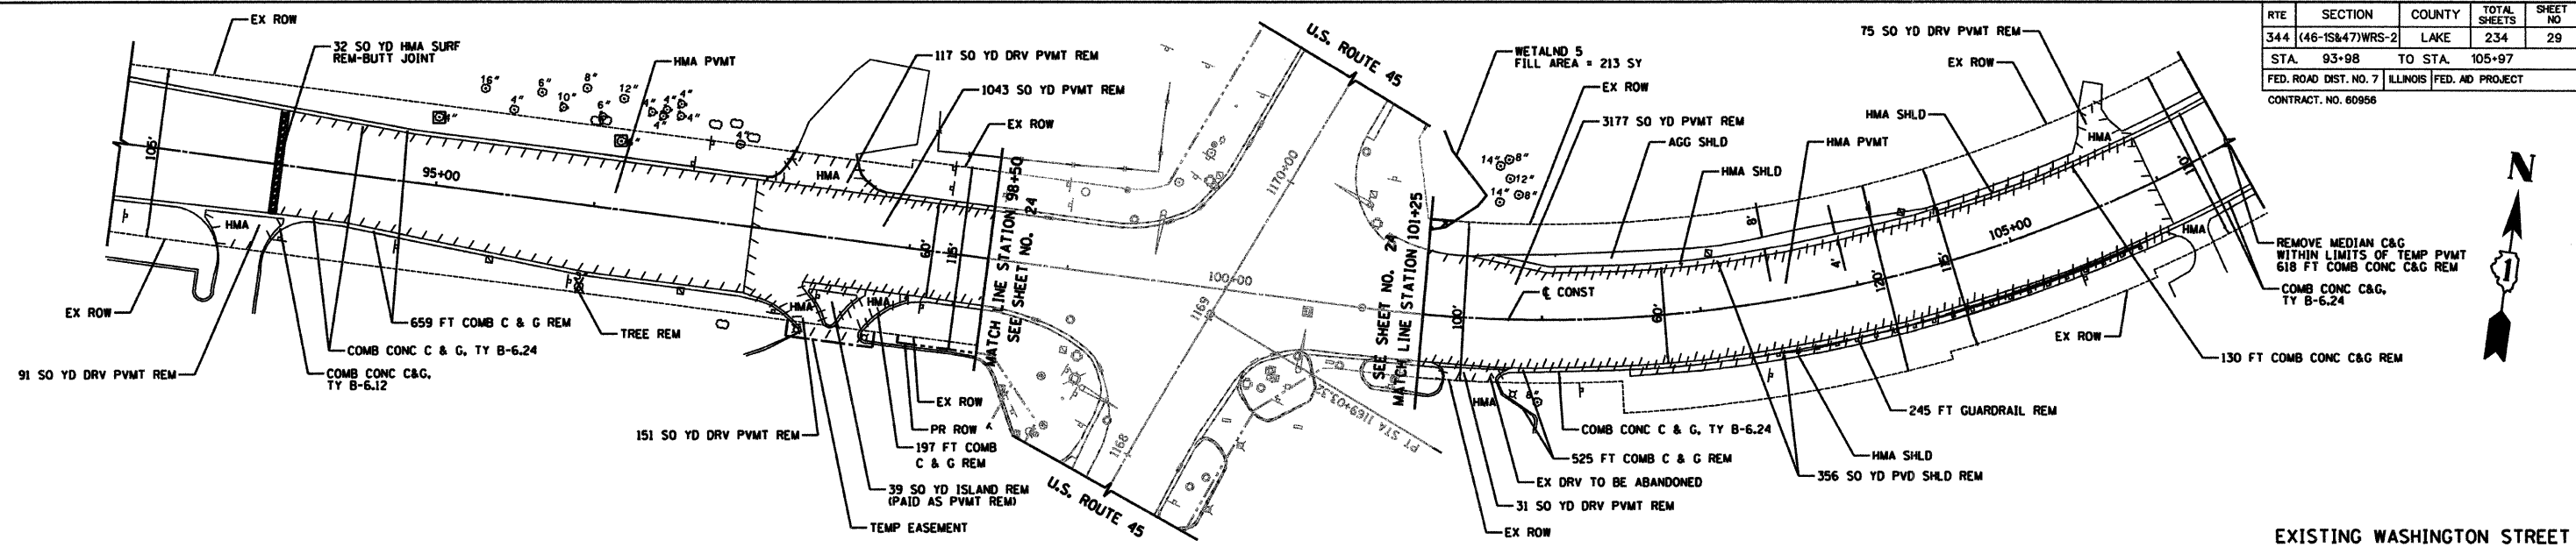 RTE SECTION COUNTY TOTAL SHEETS SHEET NO
344 (46-1S&47)WRS-2 LAKE 234 29
STA. 93+98 TO STA. 105+97
FED. ROAD DIST. NO. 7 ILLINOIS FED. AID PROJECT
CONTRACT. NO. 60956
EX ROW
32 SQ YD HMA SURF
REM-BUTT JOINT
HMA PVMT
117 SQ YD DRV PVMT REM
1043 SQ YD PVMT REM
EX ROW
U.S. ROUTE 45
WETALND 5
FILL AREA = 213 SY
EX ROW
3177 SQ YD PVMT REM
AGG SHLD
HMA SHLD
HMA SHLD
HMA PVMT
75 SQ YD DRV PVMT REM
EX ROW
16"
4"
6"
10"
8"
6"
12"
4"
4"
4"
4"
4"
4"
4"
4"
14"
8"
12"
14"
8"
105'
95+00
HMA
HMA
60'
115'
MATCH LINE STATION 98+50
SEE SHEET NO. 24
1170+00
100+00
1169
1168
PT STA 1169+03.37
SEE SHEET NO. 24
MATCH LINE STATION 101+25
100'
℄ CONST
60'
8'
4'
120'
115'
105+00
HMA
110'
HMA
HMA
HMA
HMA
8"
N
1
EX ROW
91 SQ YD DRV PVMT REM
659 FT COMB C & G REM
COMB CONC C & G, TY B-6.24
COMB CONC C&G,
TY B-6.12
TREE REM
151 SQ YD DRV PVMT REM
EX ROW
PR ROW
197 FT COMB
C & G REM
39 SQ YD ISLAND REM
(PAID AS PVMT REM)
TEMP EASEMENT
U.S. ROUTE 45
COMB CONC C & G, TY B-6.24
525 FT COMB C & G REM
EX DRV TO BE ABANDONED
31 SQ YD DRV PVMT REM
EX ROW
245 FT GUARDRAIL REM
HMA SHLD
356 SQ YD PVD SHLD REM
EX ROW
130 FT COMB CONC C&G REM
REMOVE MEDIAN C&G
WITHIN LIMITS OF TEMP PVMT
618 FT COMB CONC C&G REM
COMB CONC C&G,
TY B-6.24
EXISTING WASHINGTON STREET